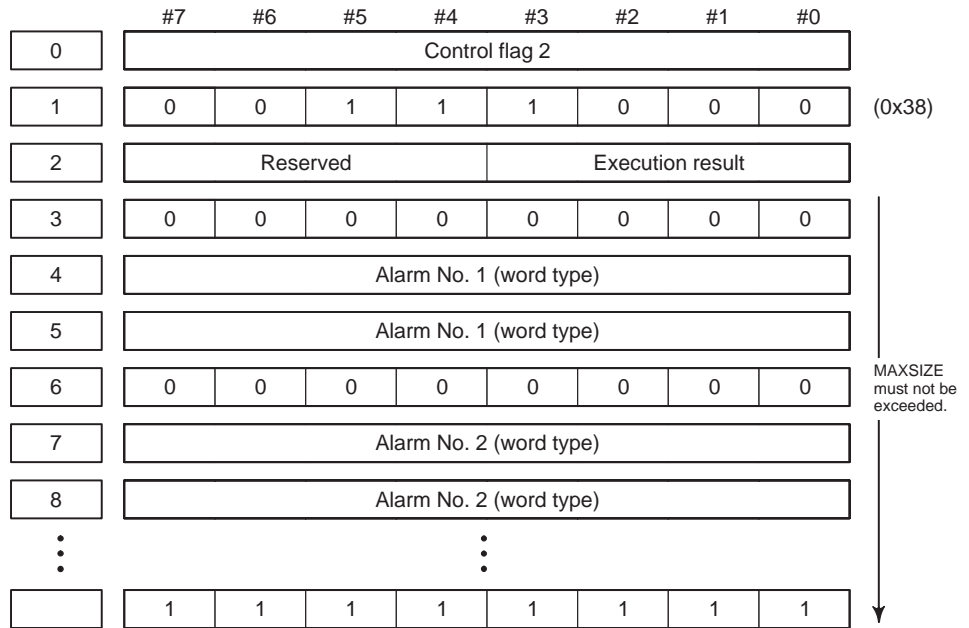 #7 #6 #5 #4 #3 #2 #1 #0
0 Control flag 2
1 0 0 1 1 1 0 0 0 (0x38)
2 Reserved Execution result
3 0 0 0 0 0 0 0 0
4 Alarm No. 1 (word type)
5 Alarm No. 1 (word type)
6 0 0 0 0 0 0 0 0
MAXSIZE
must not be
exceeded.
7 Alarm No. 2 (word type)
8 Alarm No. 2 (word type)
1 1 1 1 1 1 1 1